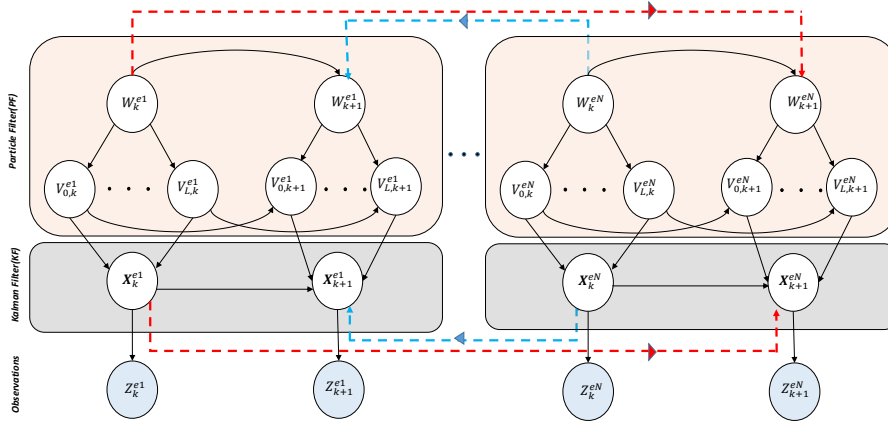 Particle Filter(PF)
W_k^{e1} W_{k+1}^{e1} W_k^{eN} W_{k+1}^{eN}
V_{0,k}^{e1} . . . V_{L,k}^{e1} V_{0,k+1}^{e1} . . . V_{L,k+1}^{e1} . . . V_{0,k}^{eN} . . . V_{L,k}^{eN} V_{0,k+1}^{eN} . . . V_{L,k+1}^{eN}
Kalman Filter(KF)
X_k^{e1} X_{k+1}^{e1} X_k^{eN} X_{k+1}^{eN}
Observations
Z_k^{e1} Z_{k+1}^{e1} Z_k^{eN} Z_{k+1}^{eN}